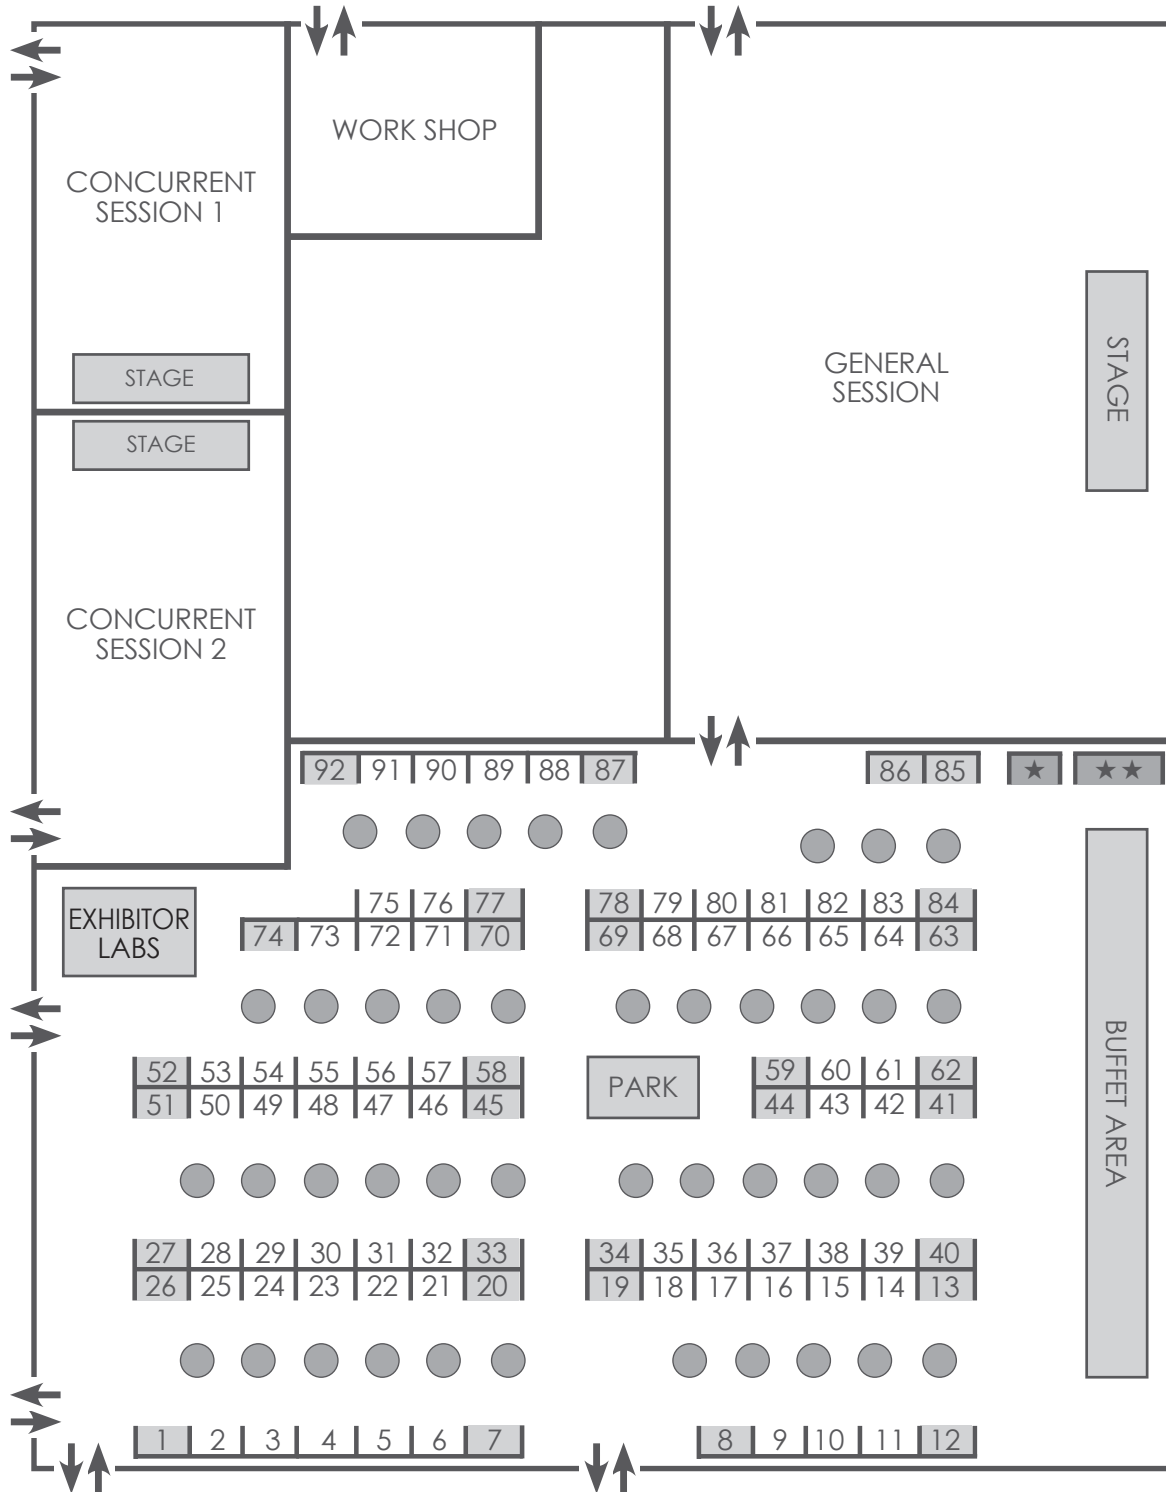 WORK SHOP
CONCURRENT
SESSION 1
STAGE
STAGE
CONCURRENT
SESSION 2
GENERAL
SESSION
STAGE
92 91 90 89 88 87
86 85 ★ ★★
EXHIBITOR
LABS
75 76 77
74 73 72 71 70
78 79 80 81 82 83 84
69 68 67 66 65 64 63
52 53 54 55 56 57 58
51 50 49 48 47 46 45
PARK
59 60 61 62
44 43 42 41
BUFFET AREA
27 28 29 30 31 32 33
26 25 24 23 22 21 20
34 35 36 37 38 39 40
19 18 17 16 15 14 13
1 2 3 4 5 6 7
8 9 10 11 12